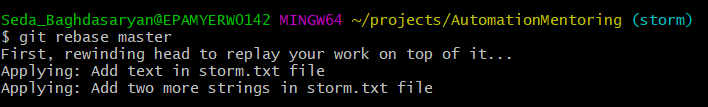 Seda_Baghdasaryan@EPAMYERW0142 MINGW64 ~/projects/AutomationMentoring (storm)
$ git rebase master
First, rewinding head to replay your work on top of it...
Applying: Add text in storm.txt file
Applying: Add two more strings in storm.txt file